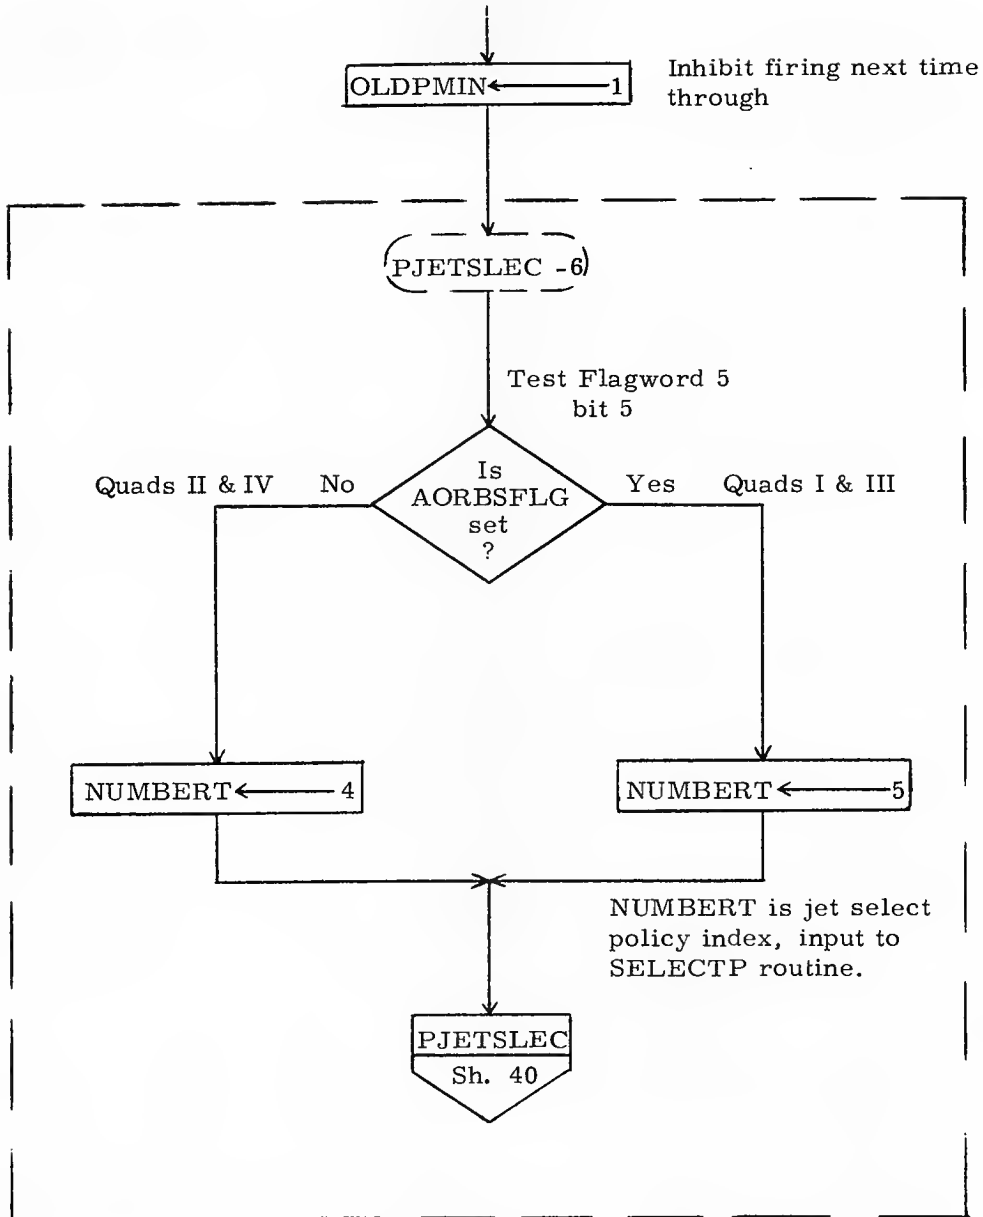 OLDPMIN 1
Inhibit firing next time
through
PJETSLEC -6
Test Flagword 5
bit 5
Quads II & IV No
Is
AORBSFLG
set
?
Yes Quads I & III
NUMBERT 4
NUMBERT 5
NUMBERT is jet select
policy index, input to
SELECTP routine.
PJETSLEC
Sh. 40